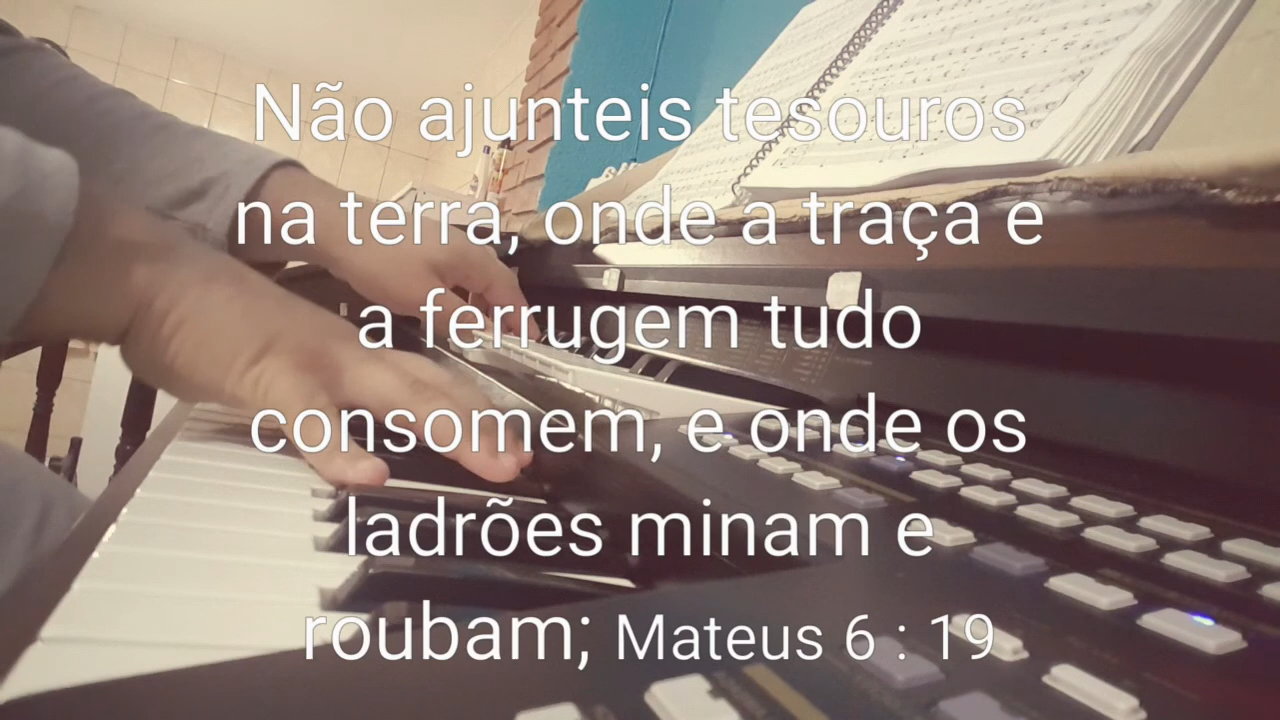 Não ajunteis tesouros
na terra, onde a traça e
a ferrugem tudo
consomem, e onde os
ladrões minam e
roubam; Mateus 6 : 19